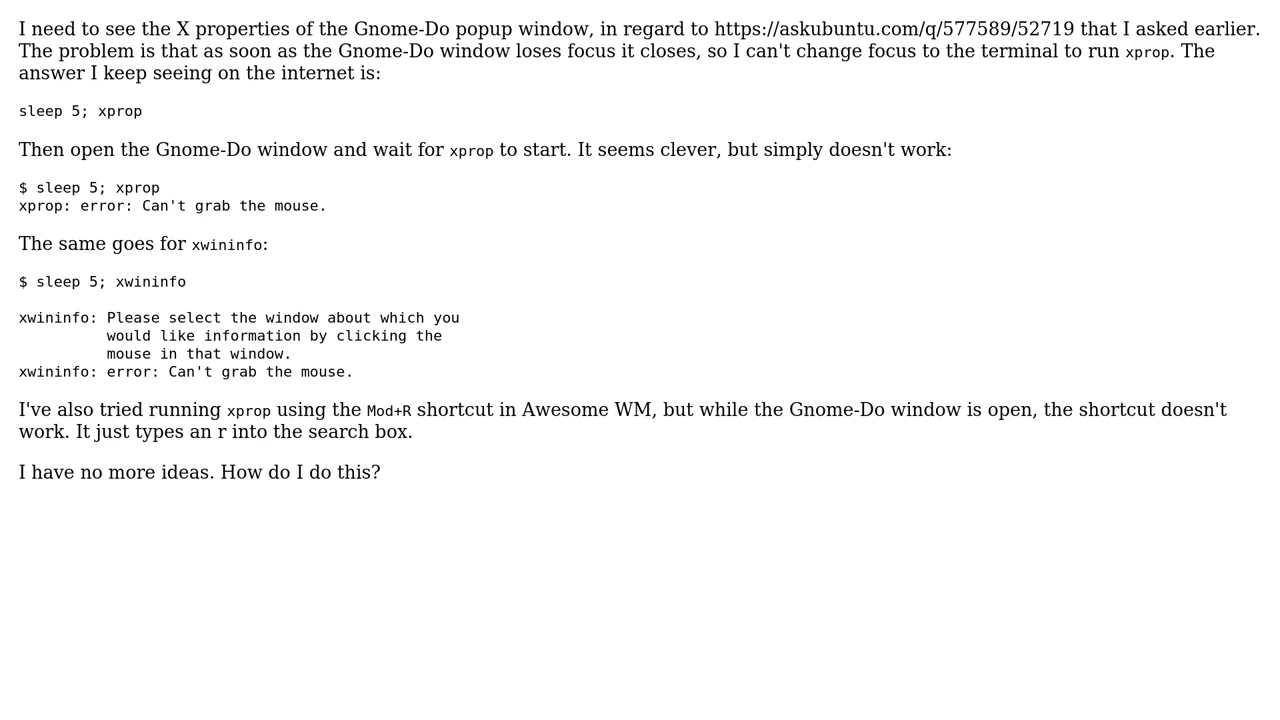 I need to see the X properties of the Gnome-Do popup window, in regard to https://askubuntu.com/q/577589/52719 that I asked earlier.
The problem is that as soon as the Gnome-Do window loses focus it closes, so I can't change focus to the terminal to run xprop. The
answer I keep seeing on the internet is:
sleep 5; xprop
Then open the Gnome-Do window and wait for xprop to start. It seems clever, but simply doesn't work:
$ sleep 5; xprop
xprop: error: Can't grab the mouse.
The same goes for xwininfo:
$ sleep 5; xwininfo
xwininfo: Please select the window about which you
would like information by clicking the
mouse in that window.
xwininfo: error: Can't grab the mouse.
I've also tried running xprop using the Mod+R shortcut in Awesome WM, but while the Gnome-Do window is open, the shortcut doesn't
work. It just types an r into the search box.
I have no more ideas. How do I do this?